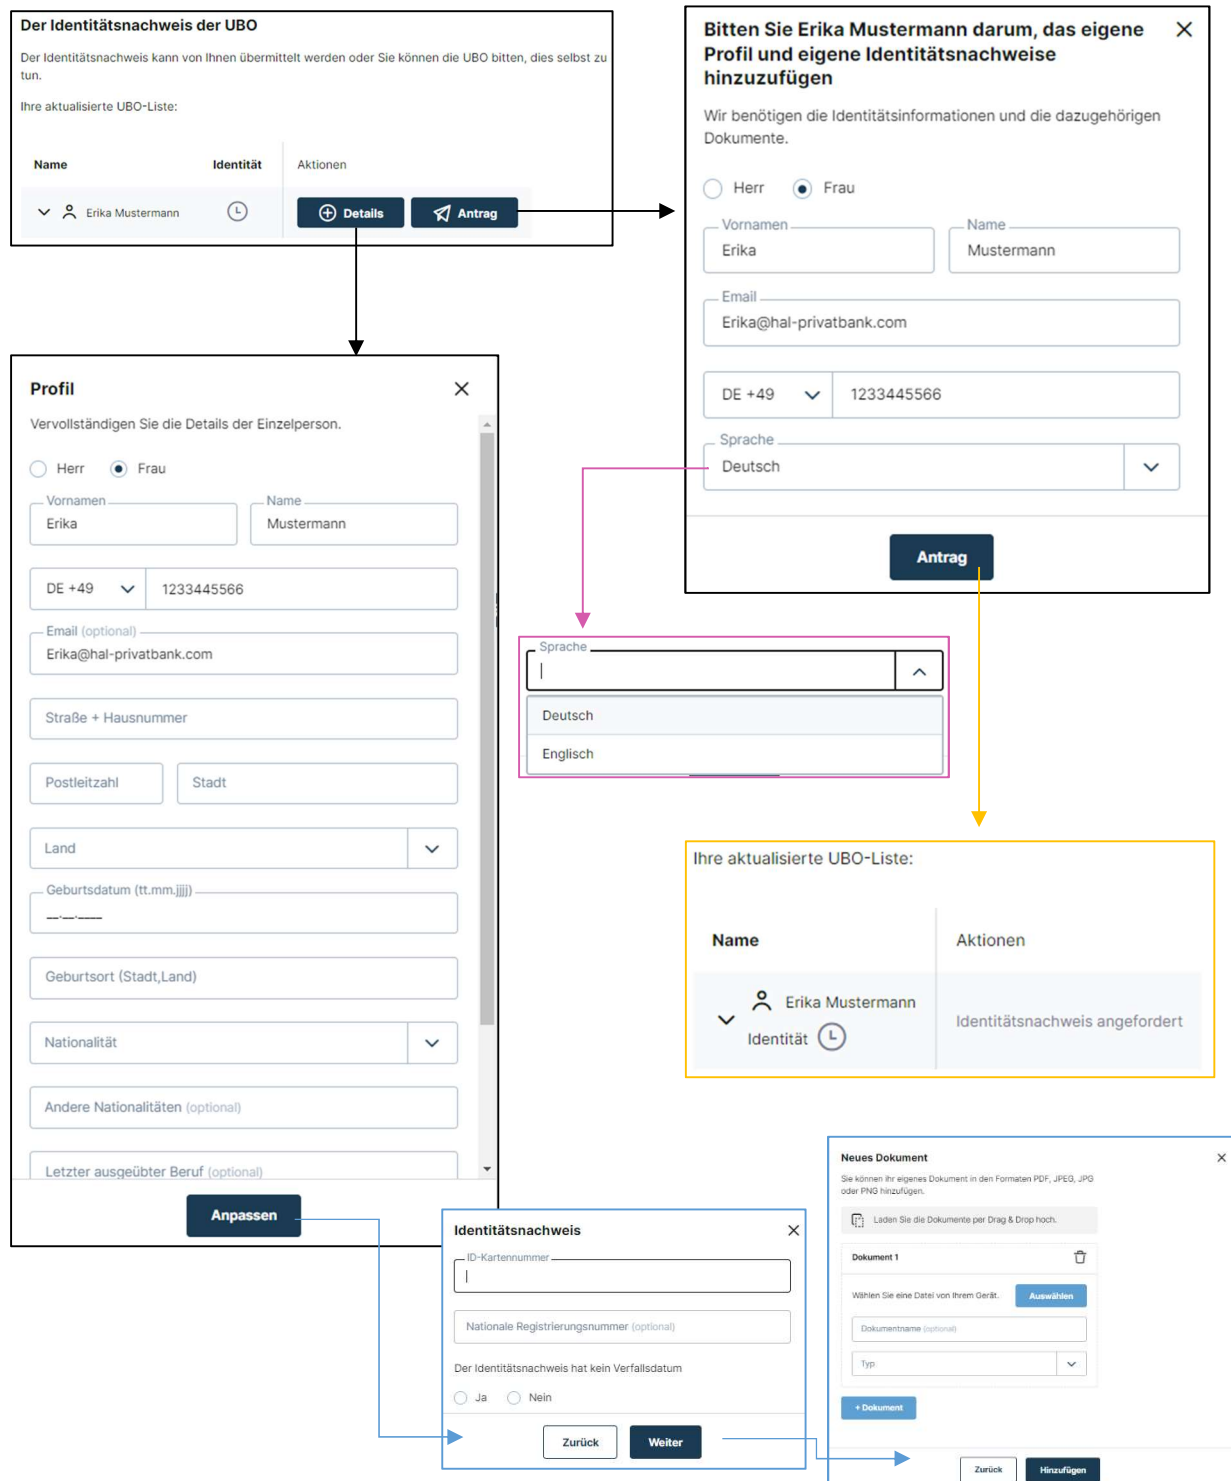 Der Identitätsnachweis der UBO
Der Identitätsnachweis kann von Ihnen übermittelt werden oder Sie können die UBO bitten, dies selbst zu
tun.
Ihre aktualisierte UBO-Liste:
Name Identität Aktionen
Erika Mustermann Details Antrag
Bitten Sie Erika Mustermann darum, das eigene
Profil und eigene Identitätsnachweise
hinzuzufügen
Wir benötigen die Identitätsinformationen und die dazugehörigen
Dokumente.
Herr Frau
Vornamen Name
Erika Mustermann
Email
Erika@hal-privatbank.com
DE +49 1233445566
Sprache
Deutsch
Antrag
Profil
Vervollständigen Sie die Details der Einzelperson.
Herr Frau
Vornamen Name
Erika Mustermann
DE +49 1233445566
Email (optional)
Erika@hal-privatbank.com
Straße + Hausnummer
Postleitzahl Stadt
Land
Geburtsdatum (tt.mm.jjjj)
__.__.____
Geburtsort (Stadt,Land)
Nationalität
Andere Nationalitäten (optional)
Letzter ausgeübter Beruf (optional)
Anpassen
Sprache
Deutsch
Englisch
Ihre aktualisierte UBO-Liste:
Name Aktionen
Erika Mustermann
Identität
Identitätsnachweis angefordert
Identitätsnachweis
ID-Kartennummer
Nationale Registrierungsnummer (optional)
Der Identitätsnachweis hat kein Verfallsdatum
Ja Nein
Zurück Weiter
Neues Dokument
Sie können ihr eigenes Dokument in den Formaten PDF, JPEG, JPG
oder PNG hinzufügen.
Laden Sie die Dokumente per Drag & Drop hoch.
Dokument 1
Wählen Sie eine Datei von Ihrem Gerät. Auswählen
Dokumentname (optional)
Typ
+ Dokument
Zurück Hinzufügen